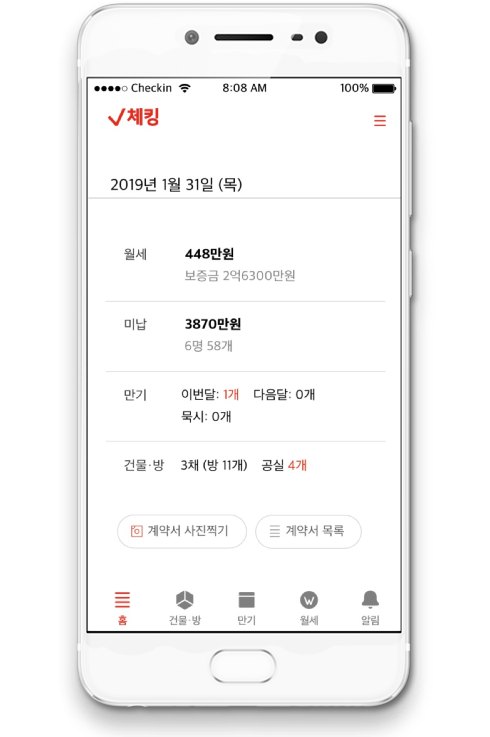 Checkin 8:08 AM 100%
체킹
2019년 1월 31일 (목)
월세 448만원
보증금 2억6300만원
미납 3870만원
6명 58개
만기 이번달: 1개 다음달: 0개
묵시: 0개
건물·방 3채 (방 11개) 공실 4개
계약서 사진찍기 계약서 목록
홈 건물·방 만기 월세 알림